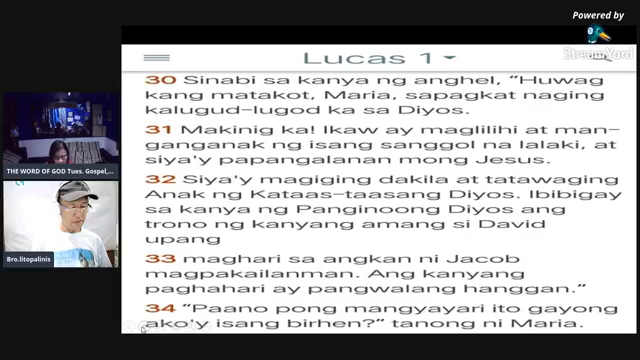 Powered by
StreamYard
Lucas 1
30 Sinabi sa kanya ng anghel, “Huwag
kang matakot, Maria, sapagkat naging
kalugud-lugod ka sa Diyos.
31 Makinig ka! Ikaw ay maglilihi at man-
ganganak ng isang sanggol na lalaki, at
siya'y papangalanan mong Jesus.
32 Siya'y magiging dakila at tatawaging
Anak ng Kataas-taasang Diyos. Ibibigay
sa kanya ng Panginoong Diyos ang
trono ng kanyang amang si David
upang
33 maghari sa angkan ni Jacob
magpakailanman. Ang kanyang
paghahari ay pangwalang hanggan.”
34 “Paano pong mangyayari ito gayong
ako'y isang birhen?” tanong ni Maria.
THE WORD OF GOD Tues. Gospel,...
Bro.litopalinis